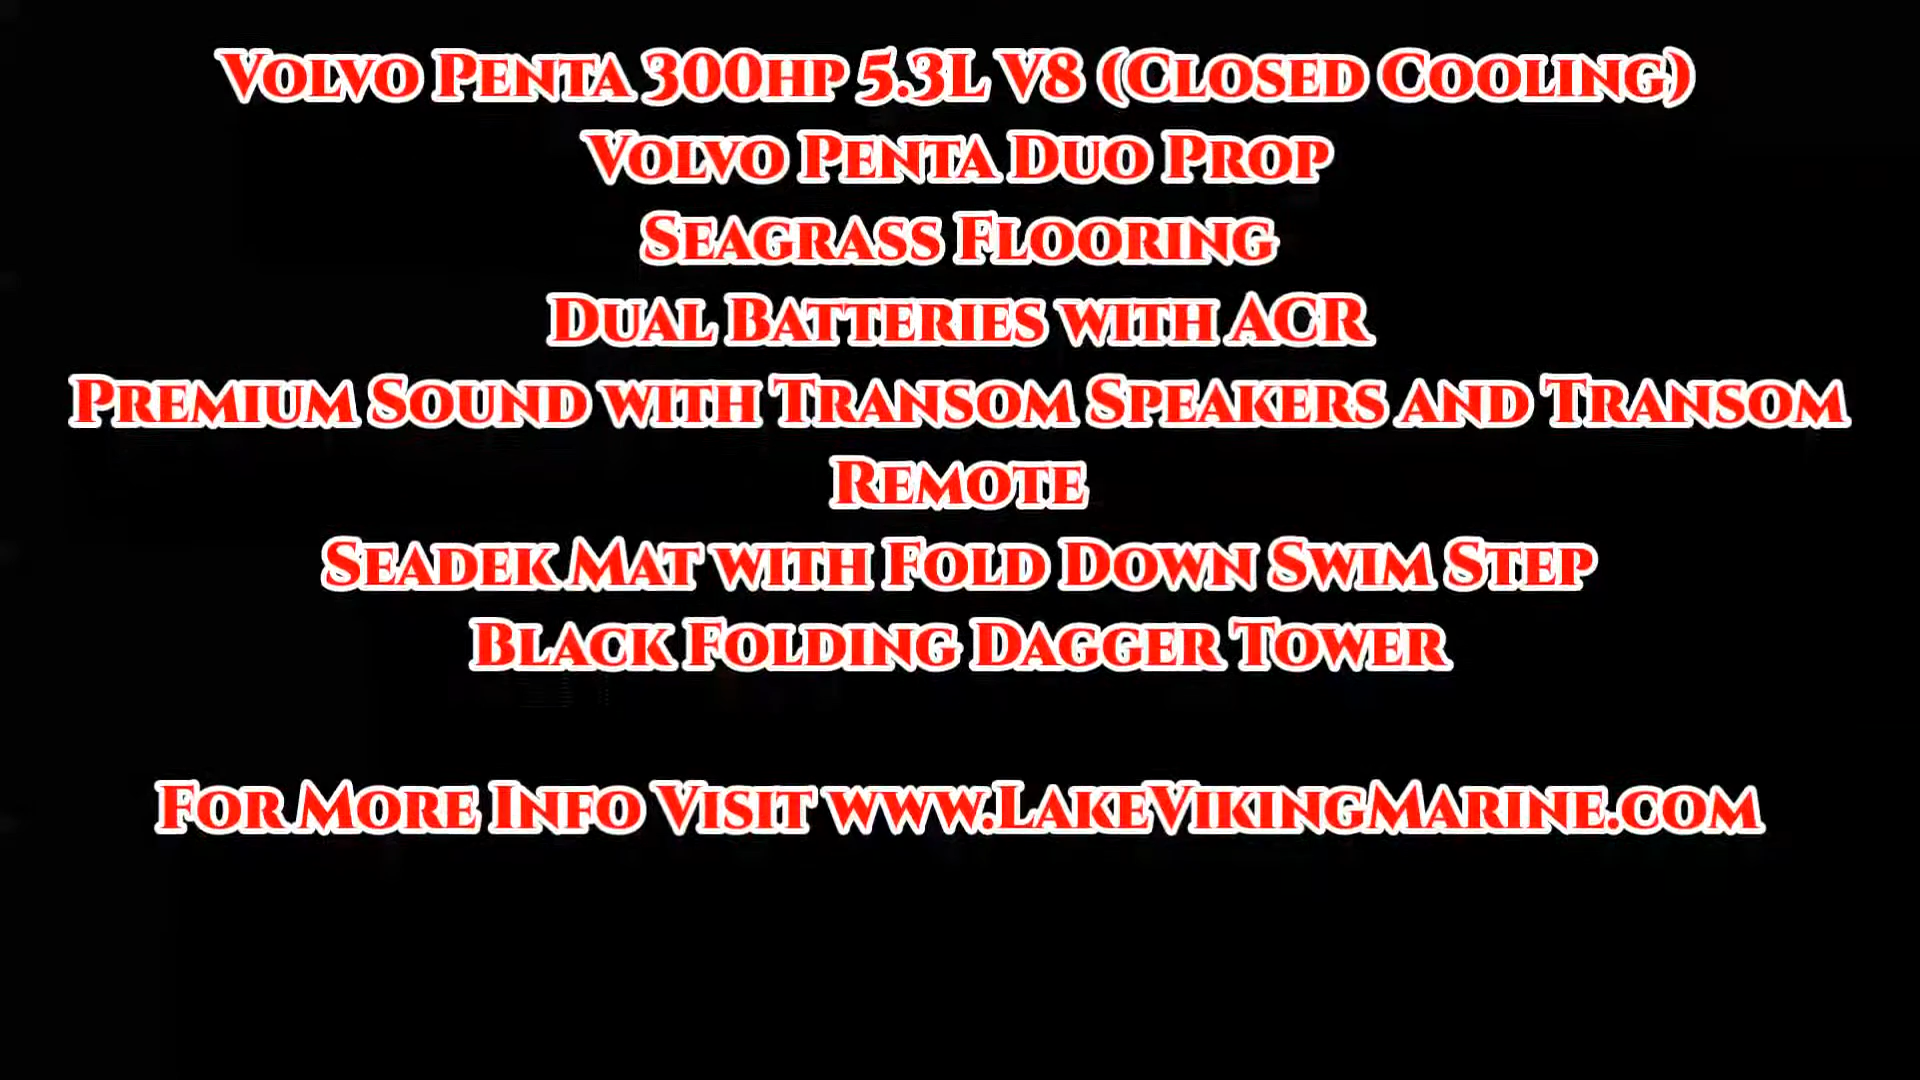 Volvo Penta 300hp 5.3L V8 (Closed Cooling)
Volvo Penta Duo Prop
Seagrass Flooring
Dual Batteries with ACR
Premium Sound with Transom Speakers and Transom
Remote
Seadek Mat with Fold Down Swim Step
Black Folding Dagger Tower
For More Info Visit www.LakeVikingMarine.com